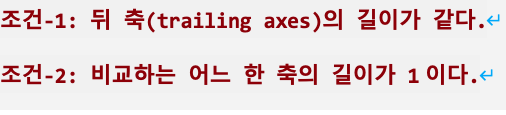 조건-1: 뒤 축(trailing axes)의 길이가 같다.↵
조건-2: 비교하는 어느 한 축의 길이가 1이다.↵